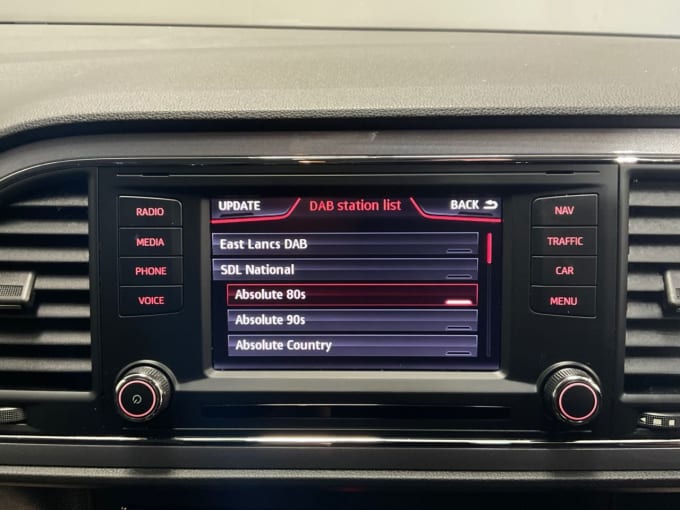 UPDATE
DAB station list
BACK
East Lancs DAB
SDL National
Absolute 80s
Absolute 90s
Absolute Country
RADIO
MEDIA
PHONE
VOICE
NAV
TRAFFIC
CAR
MENU